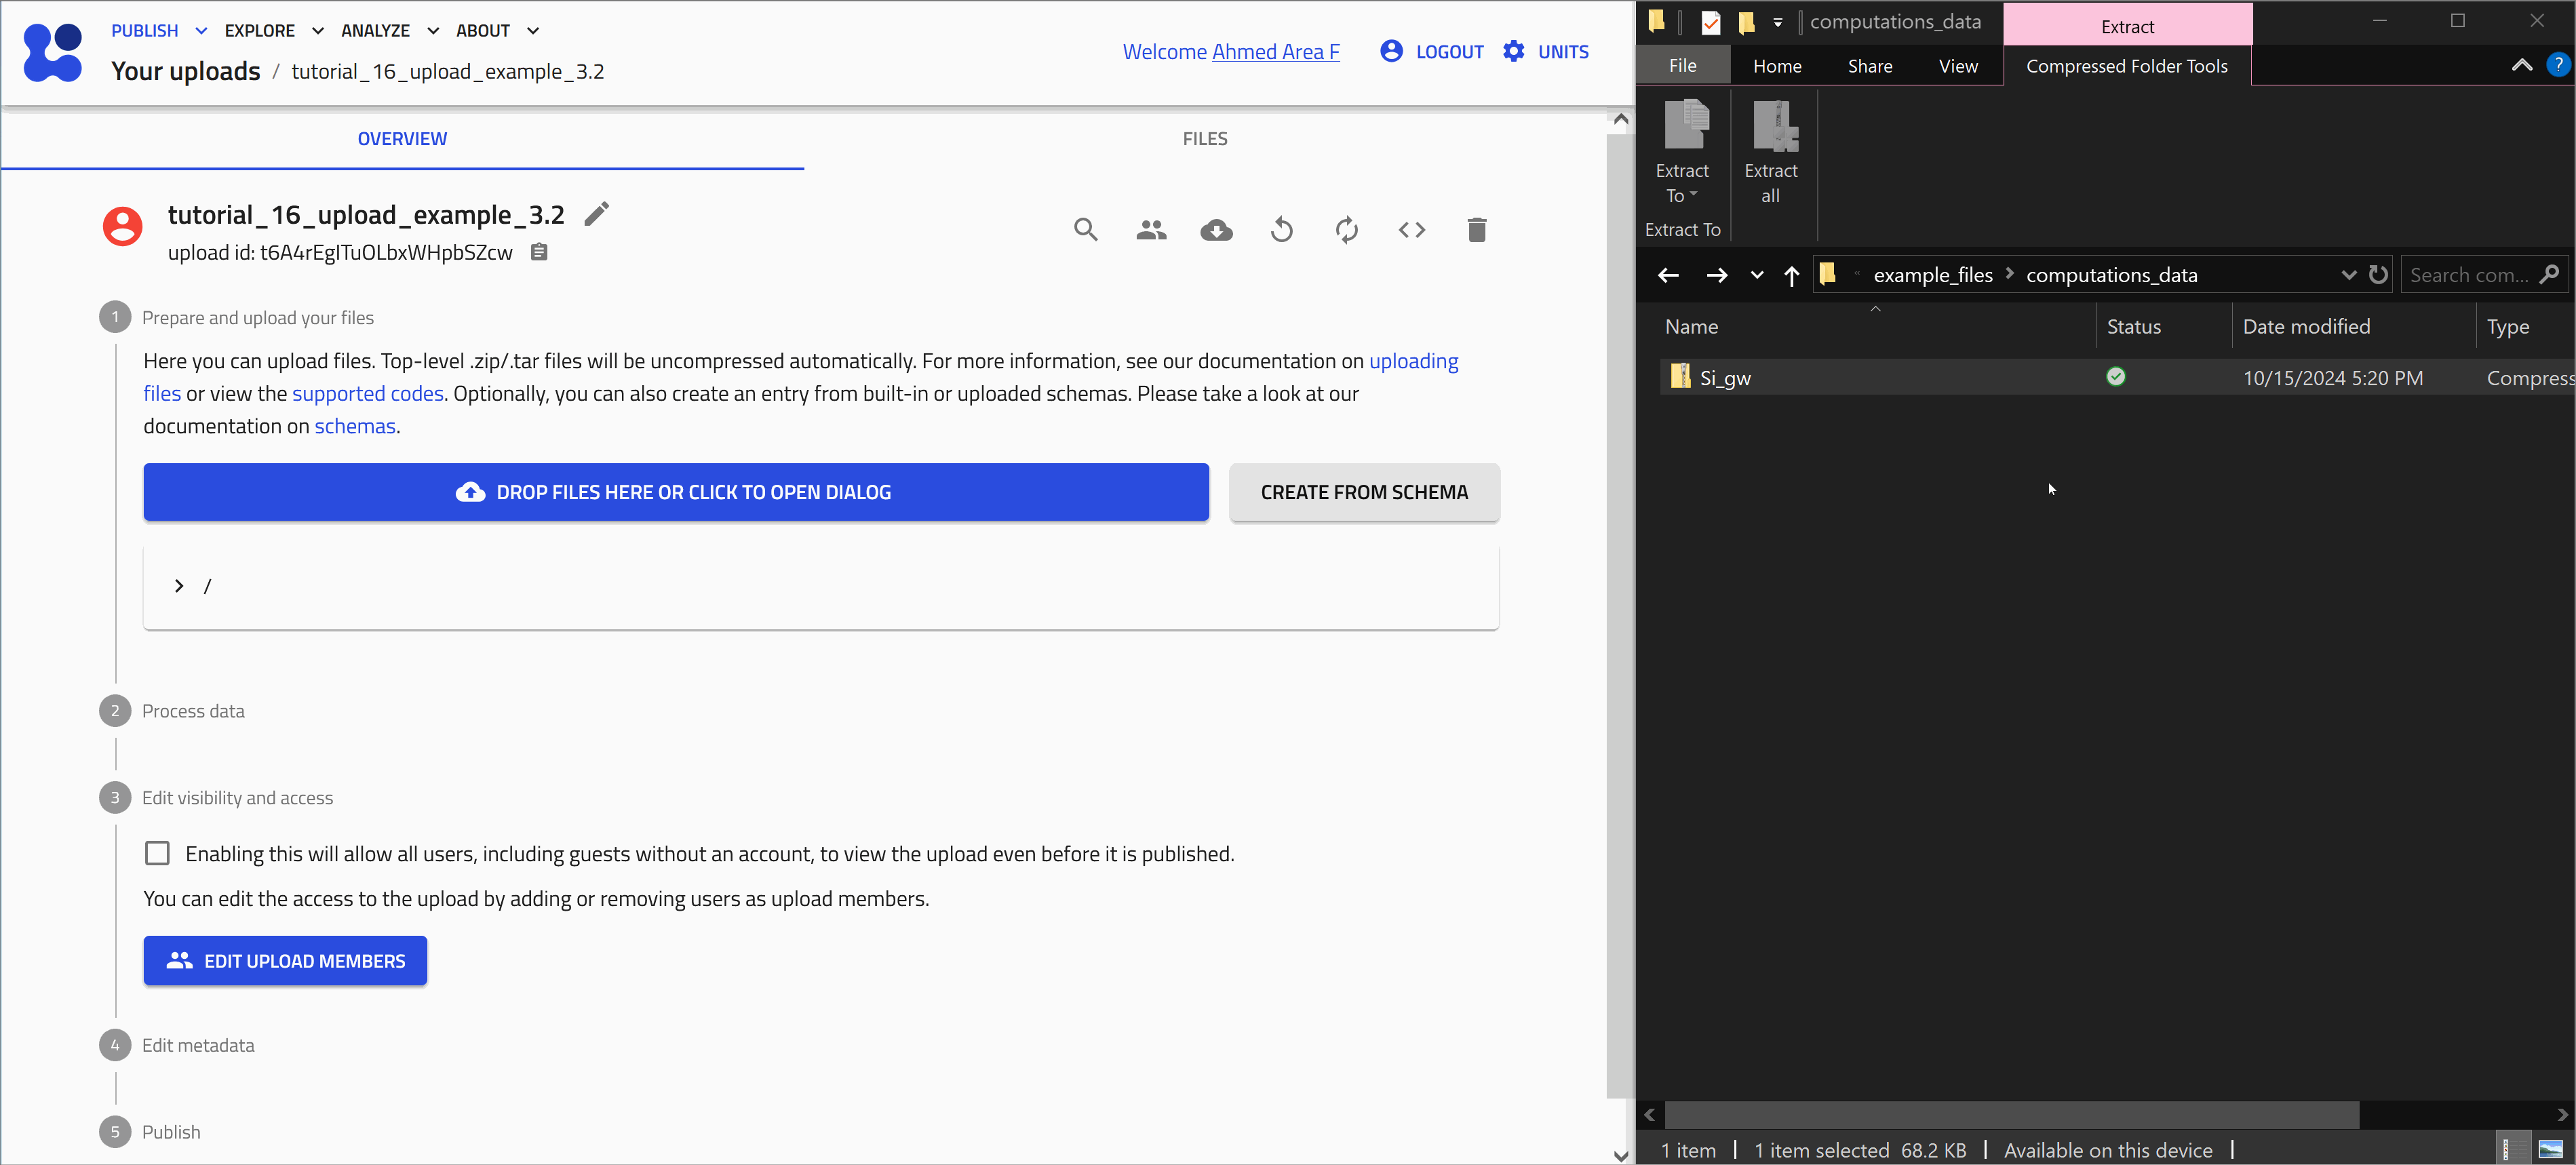 PUBLISH EXPLORE ANALYZE ABOUT
Your uploads / tutorial_16_upload_example_3.2
Welcome Ahmed Area F LOGOUT UNITS
OVERVIEW FILES
tutorial_16_upload_example_3.2
upload id: t6A4rEglTuOLbxWHpbSZcw
1 Prepare and upload your files
Here you can upload files. Top-level .zip/.tar files will be uncompressed automatically. For more information, see our documentation on uploading
files or view the supported codes. Optionally, you can also create an entry from built-in or uploaded schemas. Please take a look at our
documentation on schemas.
DROP FILES HERE OR CLICK TO OPEN DIALOG CREATE FROM SCHEMA
/
2 Process data
3 Edit visibility and access
Enabling this will allow all users, including guests without an account, to view the upload even before it is published.
You can edit the access to the upload by adding or removing users as upload members.
EDIT UPLOAD MEMBERS
4 Edit metadata
5 Publish
computations_data Extract
File Home Share View Compressed Folder Tools ?
Extract
To
Extract
all
Extract To
« example_files computations_data Search com...
Name Status Date modified Type
Si_gw 10/15/2024 5:20 PM Compress
1 item 1 item selected 68.2 KB Available on this device